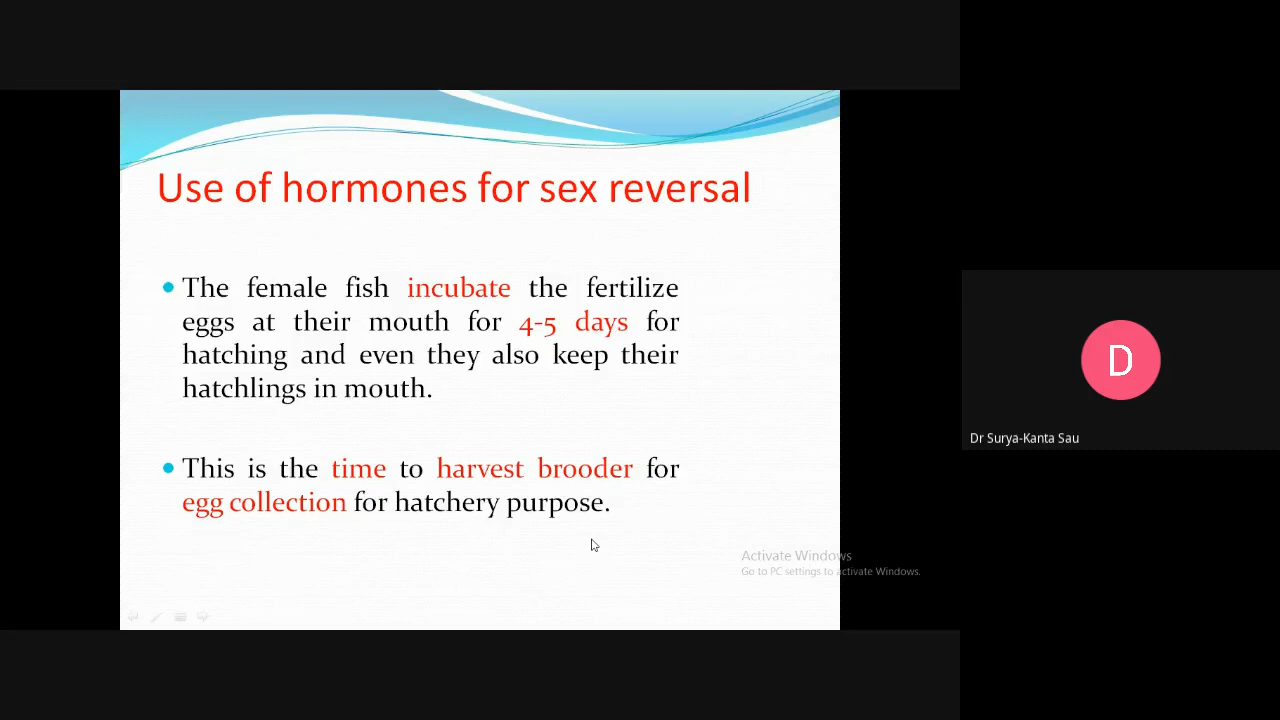 Use of hormones for sex reversal
The female fish incubate the fertilize
eggs at their mouth for 4-5 days for
hatching and even they also keep their
hatchlings in mouth.
This is the time to harvest brooder for
egg collection for hatchery purpose.
D
Dr Surya-Kanta Sau
Activate Windows
Go to PC settings to activate Windows.